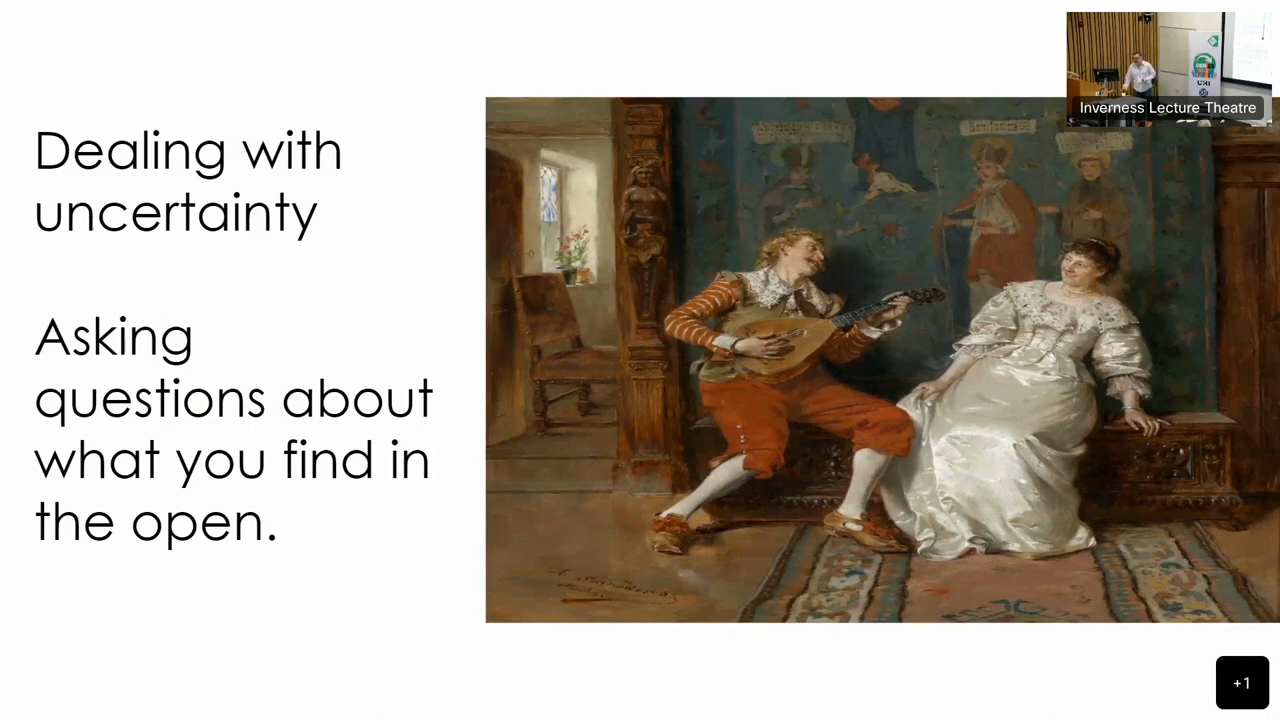 Dealing with
uncertainty
Asking
questions about
what you find in
the open.
Inverness Lecture Theatre
+1